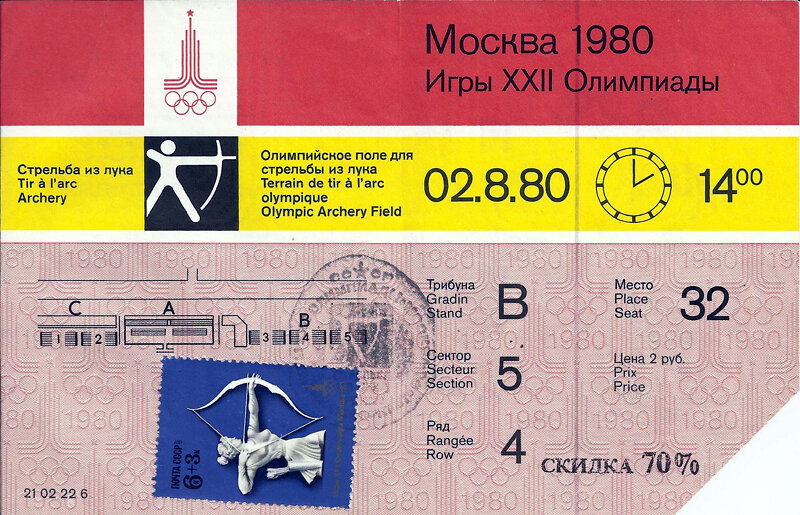 Москва 1980
Игры XXII Олимпиады
Стрельба из лука
Tir à l'arc
Archery
Олимпийское поле для
стрельбы из лука
Terrain de tir à l'arc
olympique
Olympic Archery Field
02.8.80
14⁰⁰
C
A
B
1
2
3
4
5
Трибуна
Gradin
Stand
B
Место
Place
Seat
32
Сектор
Secteur
Section
5
Цена 2 руб.
Prix
Price
Ряд
Rangée
Row
4
СКИДКА 70%
ПОЧТА СССР
6+3к
21 02 22 6
1980